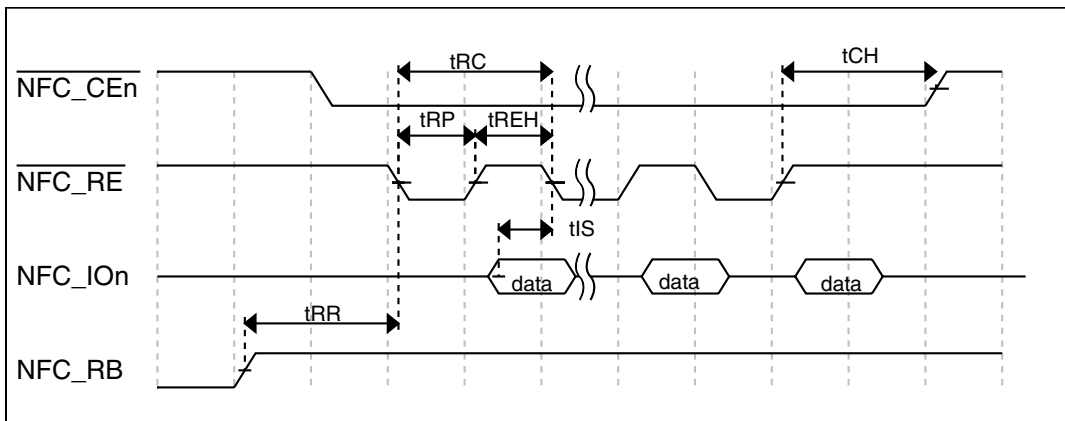 tRC
tCH
NFC_CEn
tRP
tREH
NFC_RE
tIS
NFC_IOn
data
data
data
tRR
NFC_RB